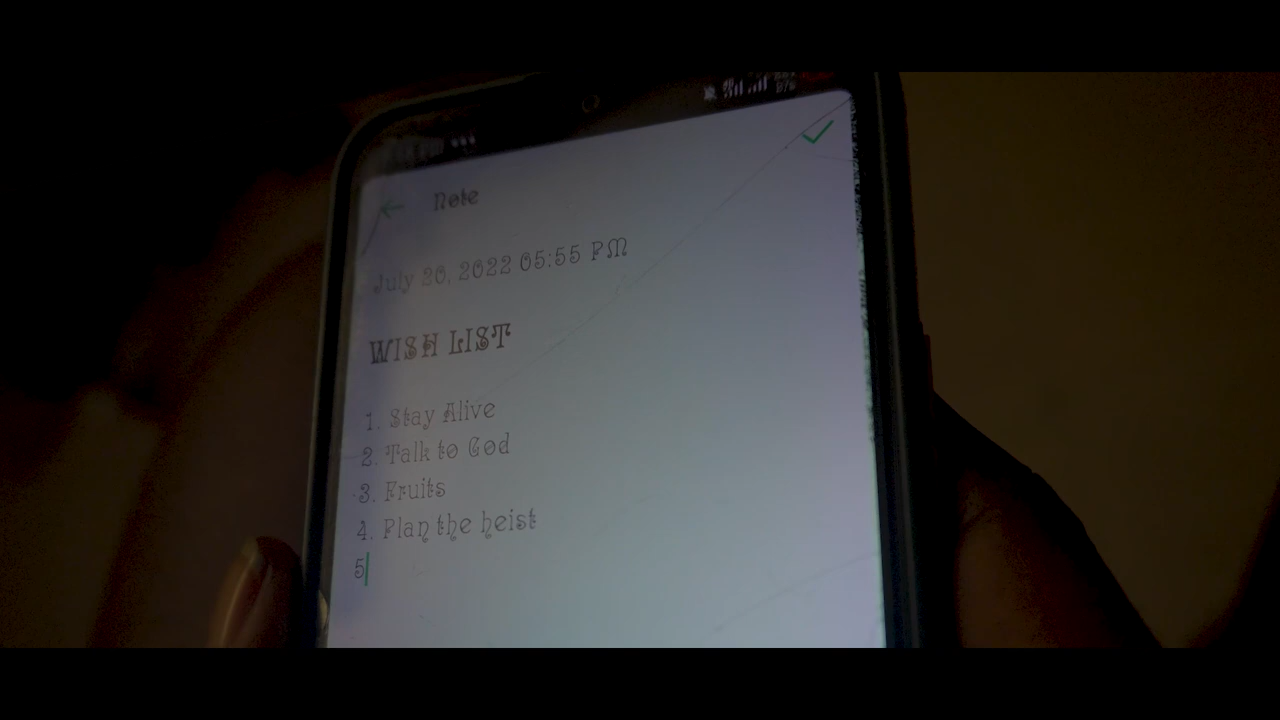 Note
July 20, 2022 05:55 PM
WISH LIST
1. Stay Alive
2. Talk to God
3. Fruits
4. Plan the heist
5